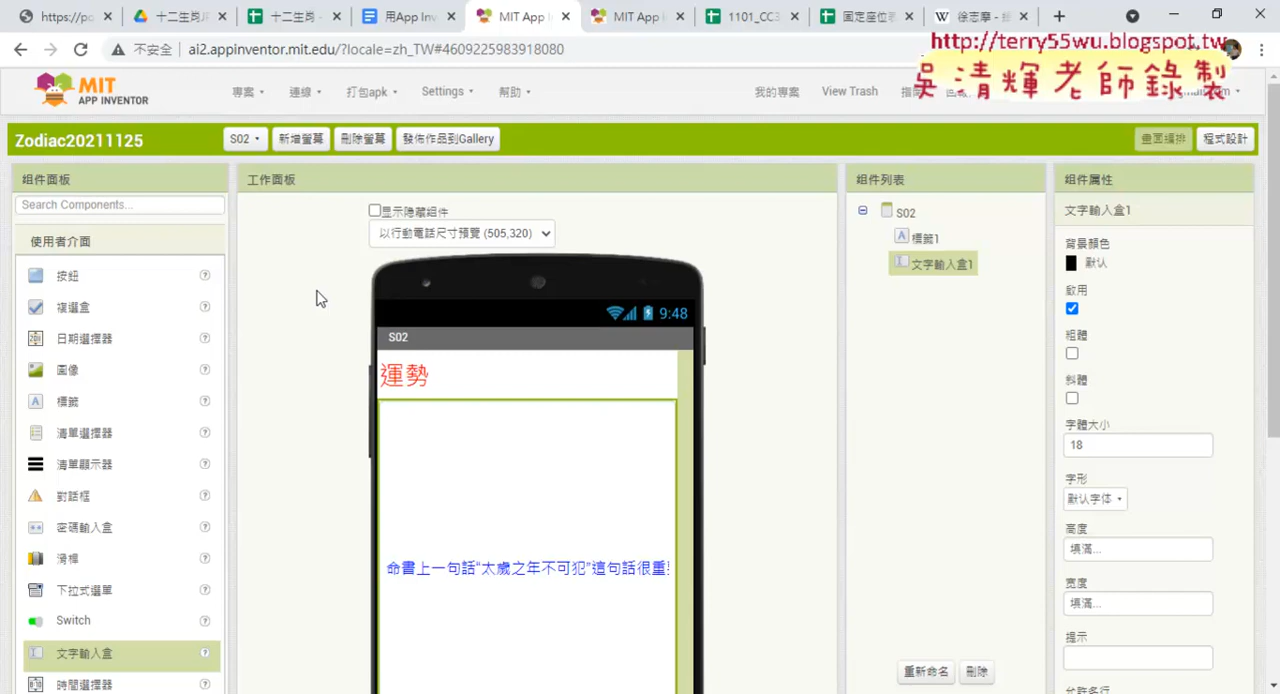 https://po
十二生肖
十二生肖 -
用App Inv
MIT App I
MIT App I
1101_CC3
固定座位表
徐志摩 -
不安全
ai2.appinventor.mit.edu/?locale=zh_TW#4609225983918080
http://terry55wu.blogspot.tw
吳清輝老師錄製
MIT
APP INVENTOR
專案
連線
打包apk
Settings
幫助
我的專案
View Trash
指南
Zodiac20211125
S02
新增螢幕
刪除螢幕
發佈作品到Gallery
畫面編排
程式設計
組件面板
工作面板
組件列表
組件屬性
Search Components...
显示隐藏组件
S02
文字輸入盒1
使用者介面
以行動電話尺寸預覽 (505,320)
標籤1
背景顏色
默认
按鈕
文字輸入盒1
啟用
複選盒
9:48
日期選擇器
S02
粗體
圖像
運勢
斜體
標籤
字體大小
清單選擇器
18
清單顯示器
字形
對話框
默认字体
密碼輸入盒
高度
填滿...
滑桿
命書上一句話“太歲之年不可犯”這句話很重要
宽度
下拉式選單
填滿...
Switch
提示
文字輸入盒
重新命名
刪除
時間選擇器
允許多行